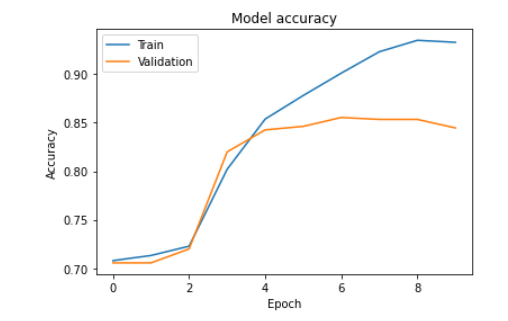 Model accuracy
Train
Validation
0.90
0.85
0.80
0.75
0.70
Accuracy
0 2 4 6 8
Epoch